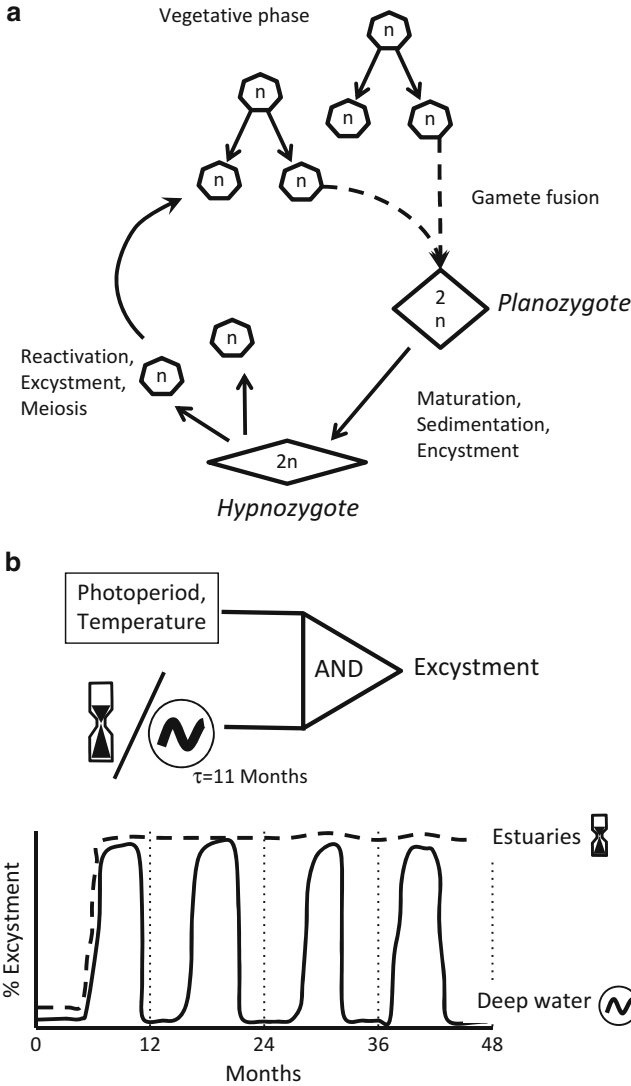 a
Vegetative phase
n
n
n
n
n
n
Gamete fusion
2
n
Planozygote
n
n
Reactivation,
Excystment,
Meiosis
Maturation,
Sedimentation,
Encystment
2n
Hypnozygote
b
Photoperiod,
Temperature
AND
Excystment
τ=11 Months
% Excystment
Estuaries
Deep water
0 12 24 36 48
Months